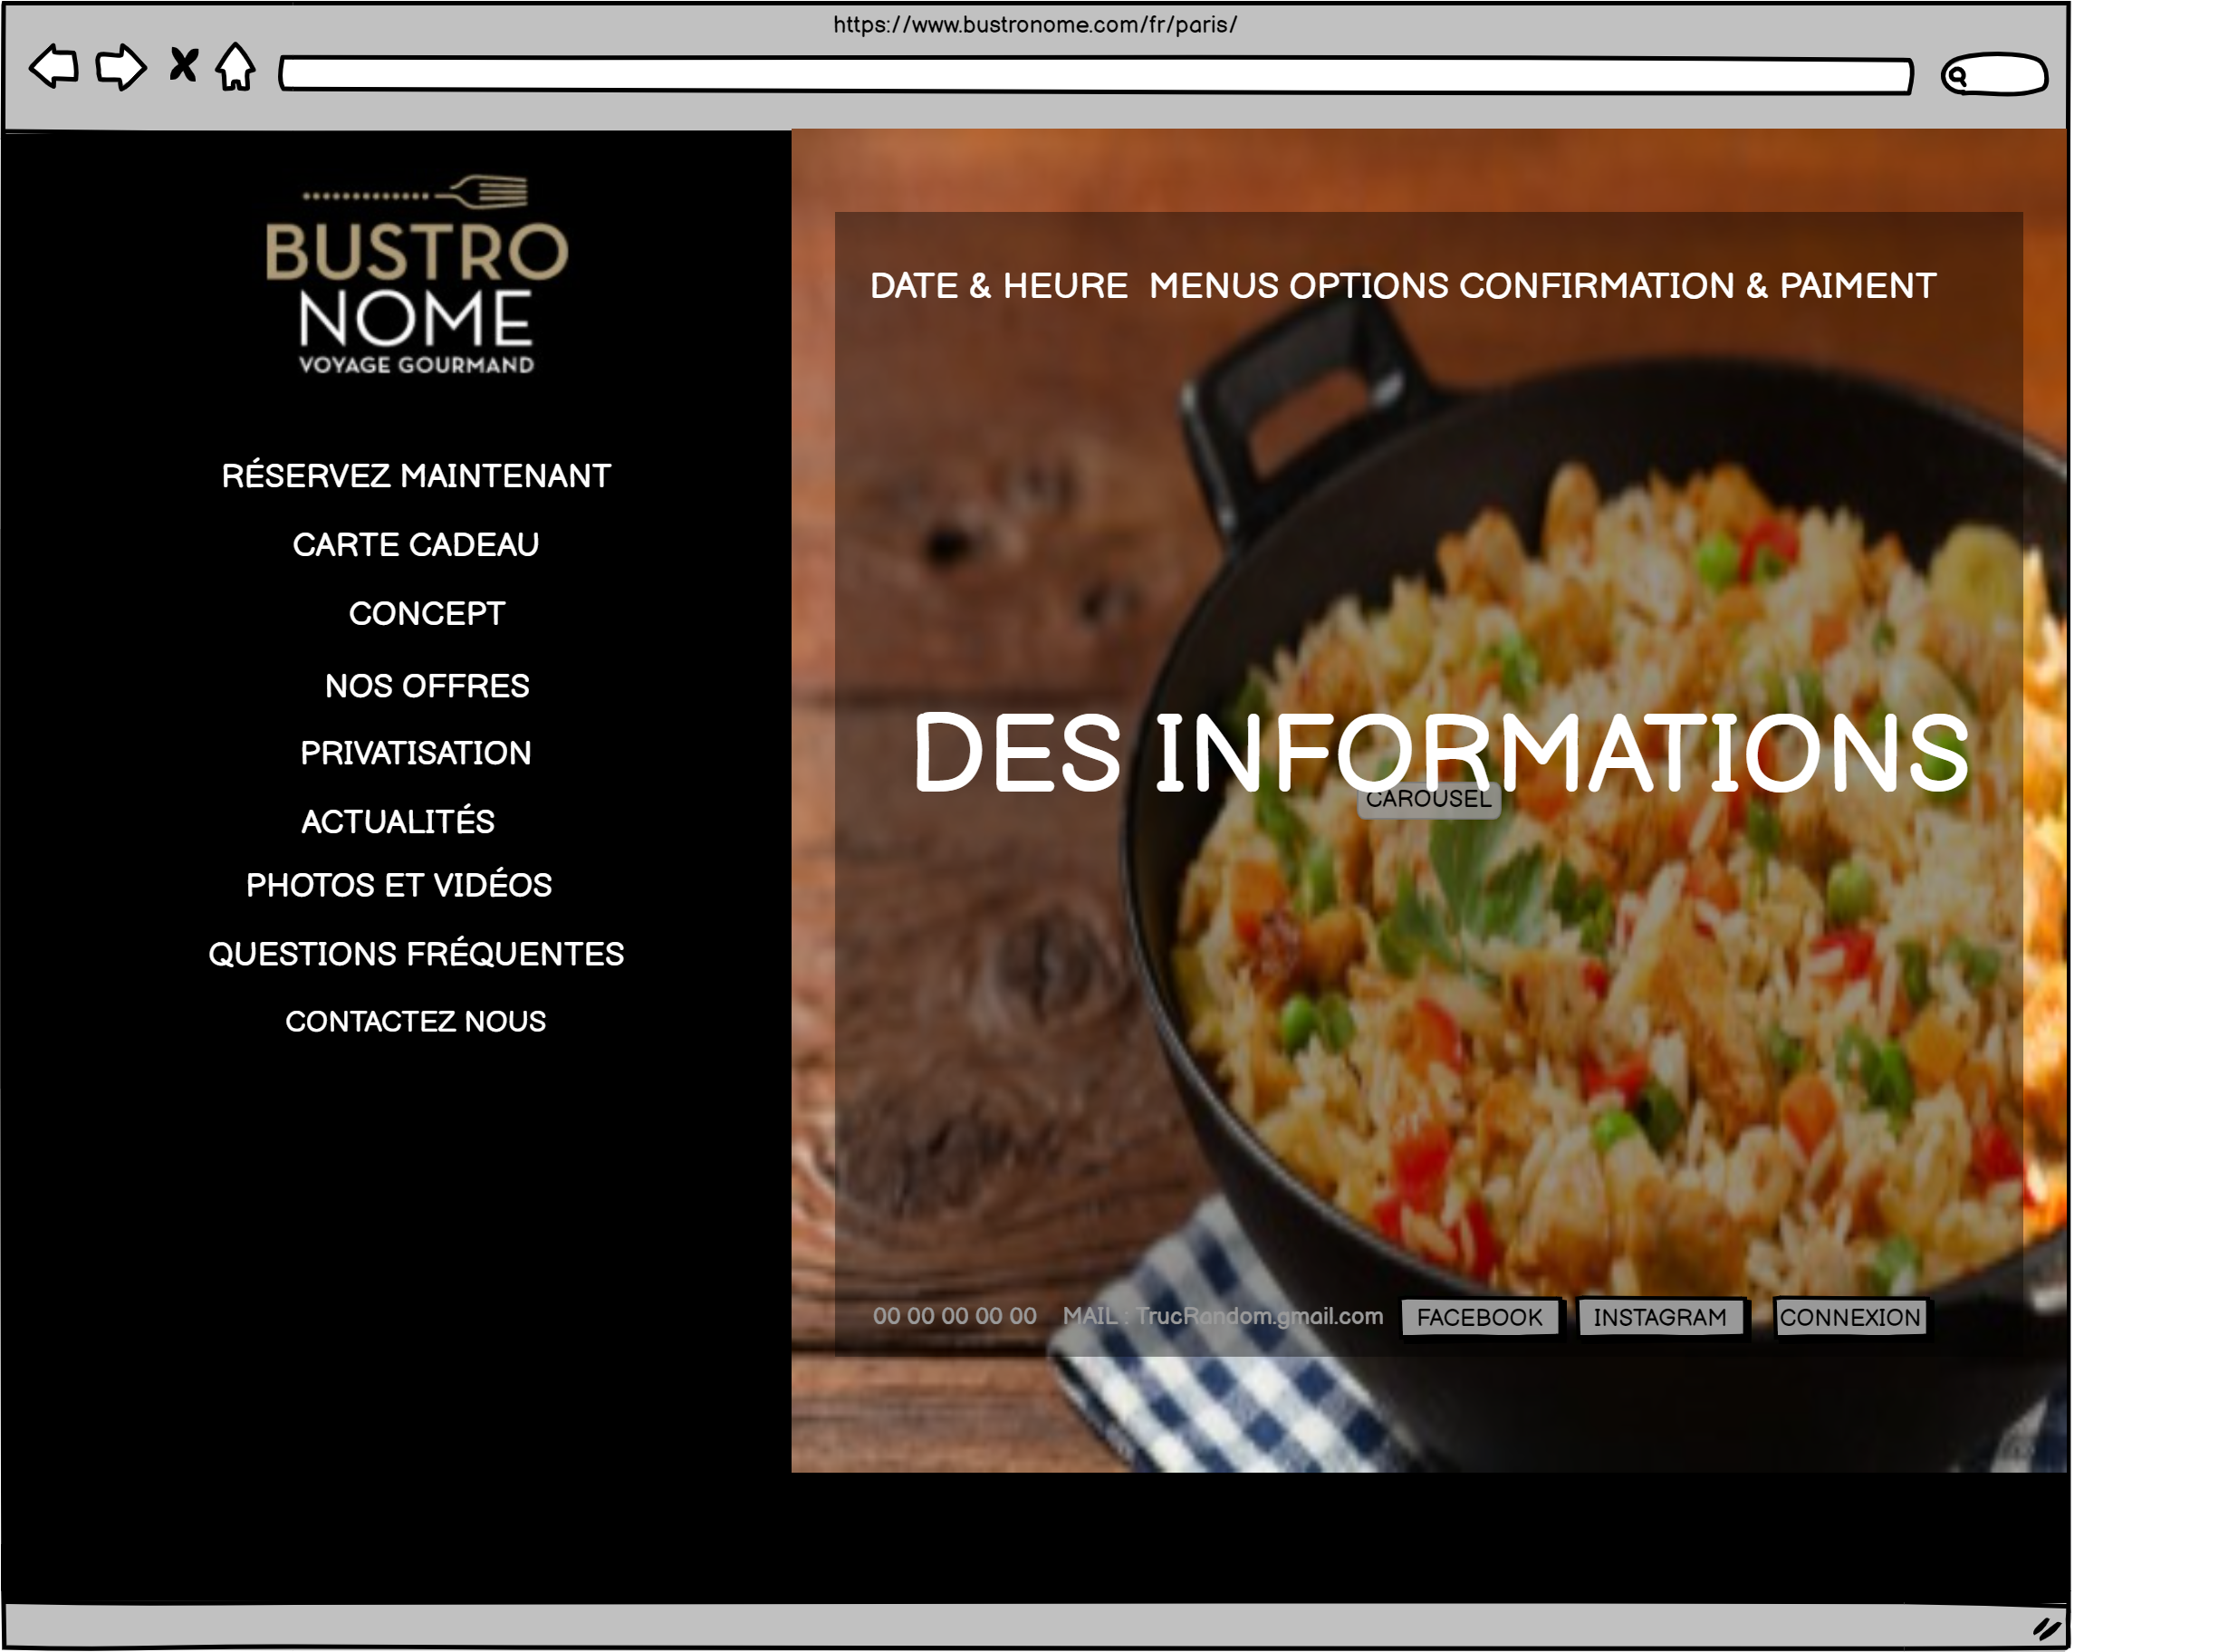 https://www.bustronome.com/fr/paris/
BUSTRO
NOME
VOYAGE GOURMAND
RÉSERVEZ MAINTENANT
CARTE CADEAU
CONCEPT
NOS OFFRES
PRIVATISATION
ACTUALITÉS
PHOTOS ET VIDÉOS
QUESTIONS FRÉQUENTES
CONTACTEZ NOUS
DATE & HEURE MENUS OPTIONS CONFIRMATION & PAIMENT
DES INFORMATIONS
CAROUSEL
00 00 00 00 00 MAIL : TrucRandom.gmail.com FACEBOOK INSTAGRAM CONNEXION